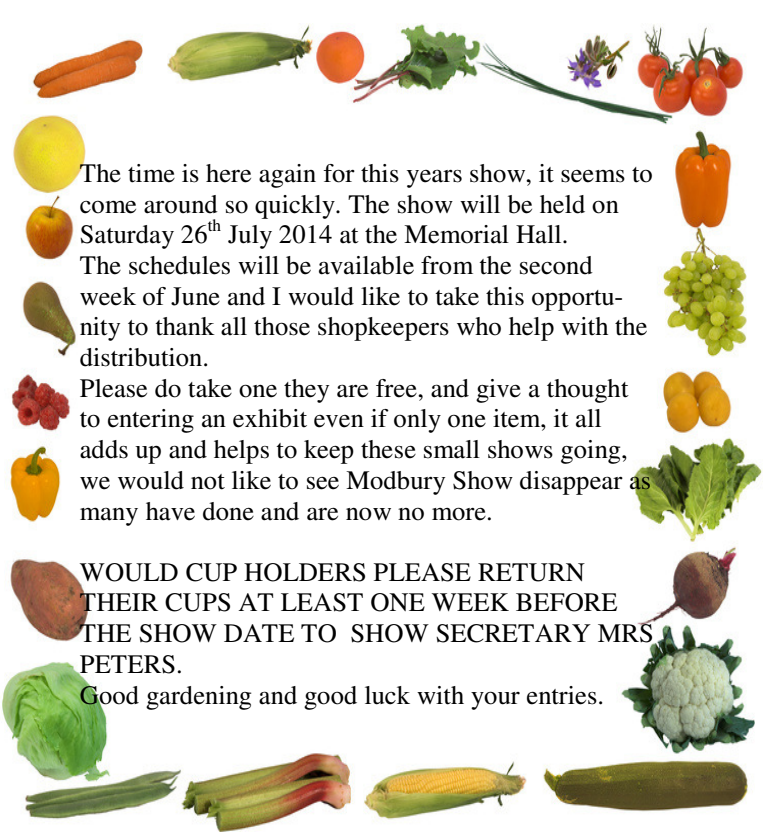 The time is here again for this years show, it seems to
come around so quickly. The show will be held on
Saturday 26th July 2014 at the Memorial Hall.
The schedules will be available from the second
week of June and I would like to take this opportu-
nity to thank all those shopkeepers who help with the
distribution.
Please do take one they are free, and give a thought
to entering an exhibit even if only one item, it all
adds up and helps to keep these small shows going,
we would not like to see Modbury Show disappear as
many have done and are now no more.
WOULD CUP HOLDERS PLEASE RETURN
THEIR CUPS AT LEAST ONE WEEK BEFORE
THE SHOW DATE TO  SHOW SECRETARY MRS
PETERS.
Good gardening and good luck with your entries.